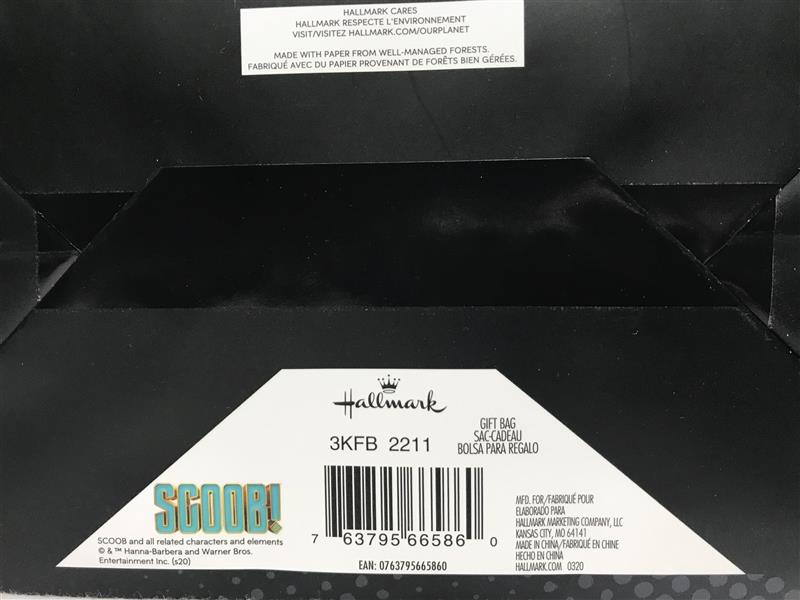 HALLMARK CARES
HALLMARK RESPECTE L'ENVIRONNEMENT
VISIT/VISITEZ HALLMARK.COM/OURPLANET
MADE WITH PAPER FROM WELL-MANAGED FORESTS.
FABRIQUÉ AVEC DU PAPIER PROVENANT DE FORÊTS BIEN GÉRÉES.
Hallmark
3KFB 2211
GIFT BAG
SAC-CADEAU
BOLSA PARA REGALO
SCOOB!
SCOOB and all related characters and elements
© & ™ Hanna-Barbera and Warner Bros.
Entertainment Inc. (s20)
7 63795 66586 0
EAN: 0763795665860
MFD. FOR/FABRIQUÉ POUR
ELABORADO PARA
HALLMARK MARKETING COMPANY, LLC
KANSAS CITY, MO 64141
MADE IN CHINA/FABRIQUÉ EN CHINE
HECHO EN CHINA
HALLMARK.COM 0320